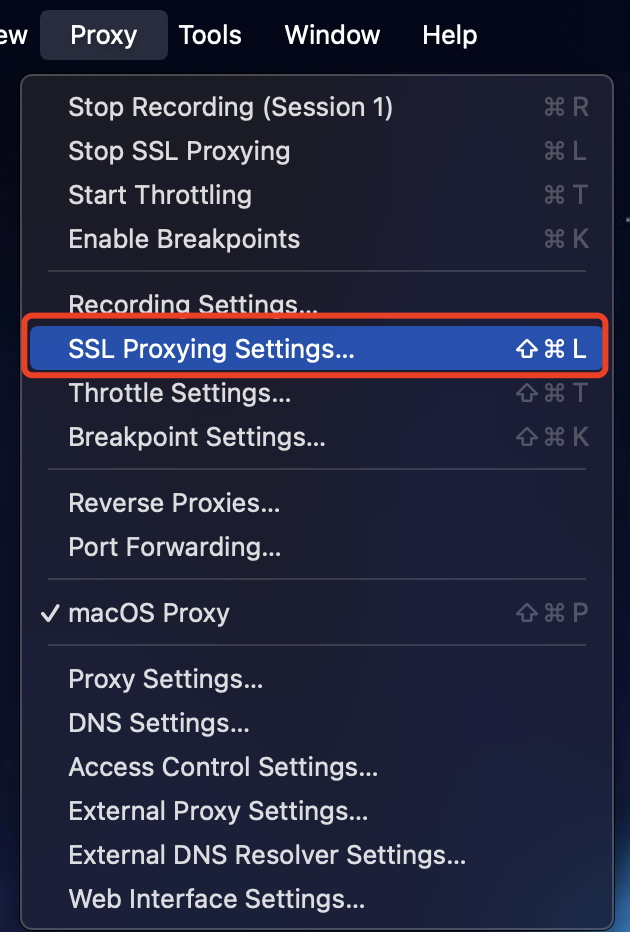 ew Proxy Tools Window Help
Stop Recording (Session 1) ⌘ R
Stop SSL Proxying ⌘ L
Start Throttling ⌘ T
Enable Breakpoints ⌘ K
Recording Settings...
SSL Proxying Settings... ⇧ ⌘ L
Throttle Settings... ⇧ ⌘ T
Breakpoint Settings... ⇧ ⌘ K
Reverse Proxies...
Port Forwarding...
✓ macOS Proxy ⇧ ⌘ P
Proxy Settings...
DNS Settings...
Access Control Settings...
External Proxy Settings...
External DNS Resolver Settings...
Web Interface Settings...